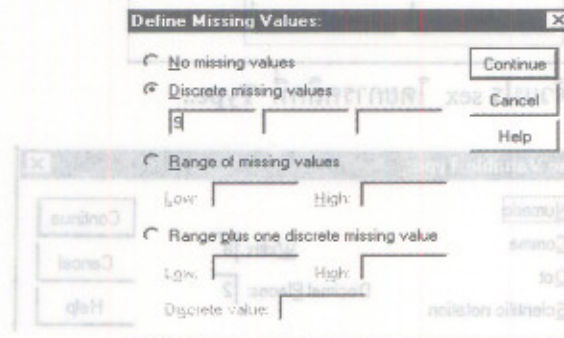 Define Missing Values:
No missing values
Continue
Discrete missing values
Cancel
9
Help
Range of missing values
Low: High:
Range plus one discrete missing value
Low: High:
Discrete value: